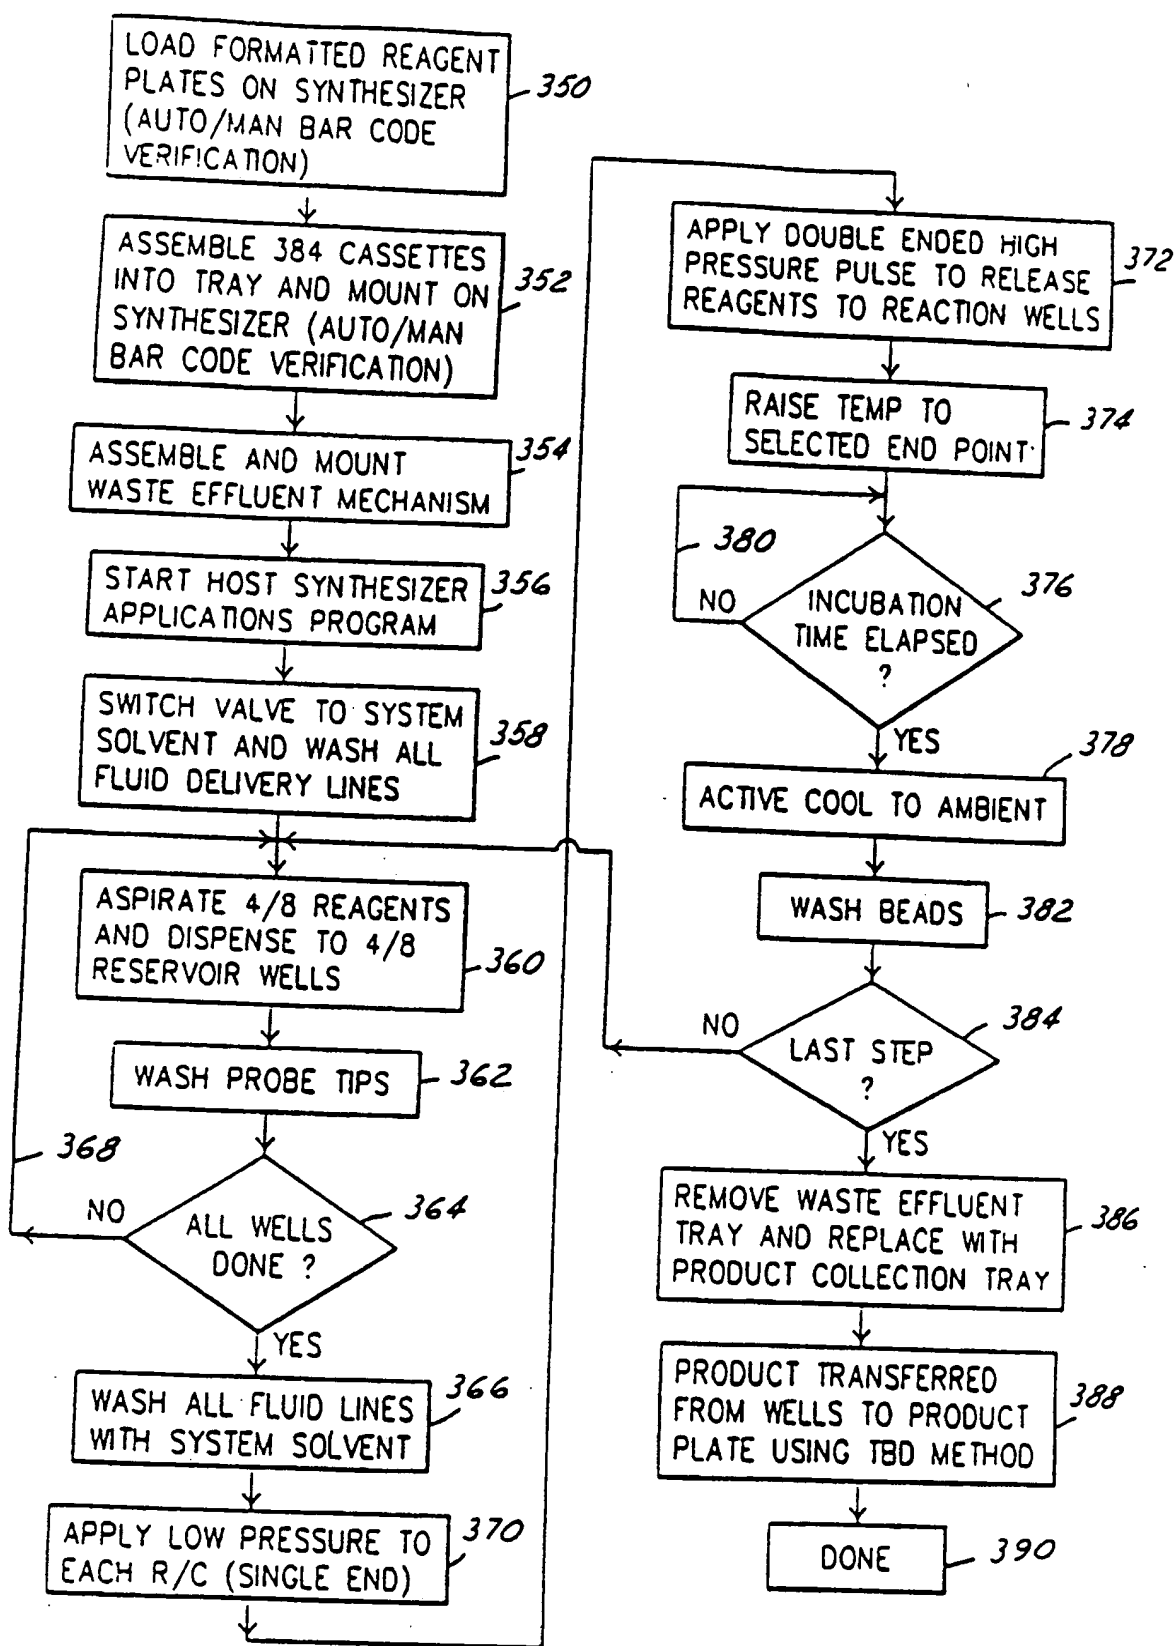 LOAD FORMATTED REAGENT
PLATES ON SYNTHESIZER
(AUTO/MAN BAR CODE
VERIFICATION)
350
ASSEMBLE 384 CASSETTES
INTO TRAY AND MOUNT ON
SYNTHESIZER (AUTO/MAN
BAR CODE VERIFICATION)
352
ASSEMBLE AND MOUNT
WASTE EFFLUENT MECHANISM
354
START HOST SYNTHESIZER
APPLICATIONS PROGRAM
356
SWITCH VALVE TO SYSTEM
SOLVENT AND WASH ALL
FLUID DELIVERY LINES
358
ASPIRATE 4/8 REAGENTS
AND DISPENSE TO 4/8
RESERVOIR WELLS
360
WASH PROBE TIPS
362
368
NO
ALL WELLS
DONE ?
364
YES
WASH ALL FLUID LINES
WITH SYSTEM SOLVENT
366
APPLY LOW PRESSURE TO
EACH R/C (SINGLE END)
370
APPLY DOUBLE ENDED HIGH
PRESSURE PULSE TO RELEASE
REAGENTS TO REACTION WELLS
372
RAISE TEMP TO
SELECTED END POINT
374
380
NO
INCUBATION
TIME ELAPSED
?
376
YES
378
ACTIVE COOL TO AMBIENT
WASH BEADS
382
NO
LAST STEP
?
384
YES
REMOVE WASTE EFFLUENT
TRAY AND REPLACE WITH
PRODUCT COLLECTION TRAY
386
PRODUCT TRANSFERRED
FROM WELLS TO PRODUCT
PLATE USING TBD METHOD
388
DONE
390